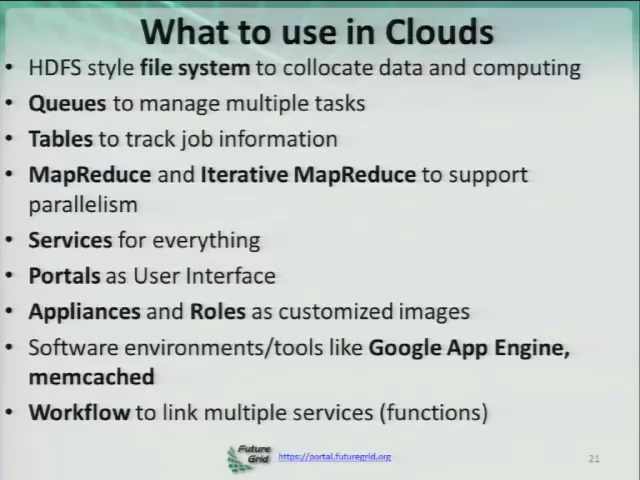 What to use in Clouds
• HDFS style file system to collocate data and computing
• Queues to manage multiple tasks
• Tables to track job information
• MapReduce and Iterative MapReduce to support
parallelism
• Services for everything
• Portals as User Interface
• Appliances and Roles as customized images
• Software environments/tools like Google App Engine,
memcached
• Workflow to link multiple services (functions)
Future
Grid
https://portal.futuregrid.org
21